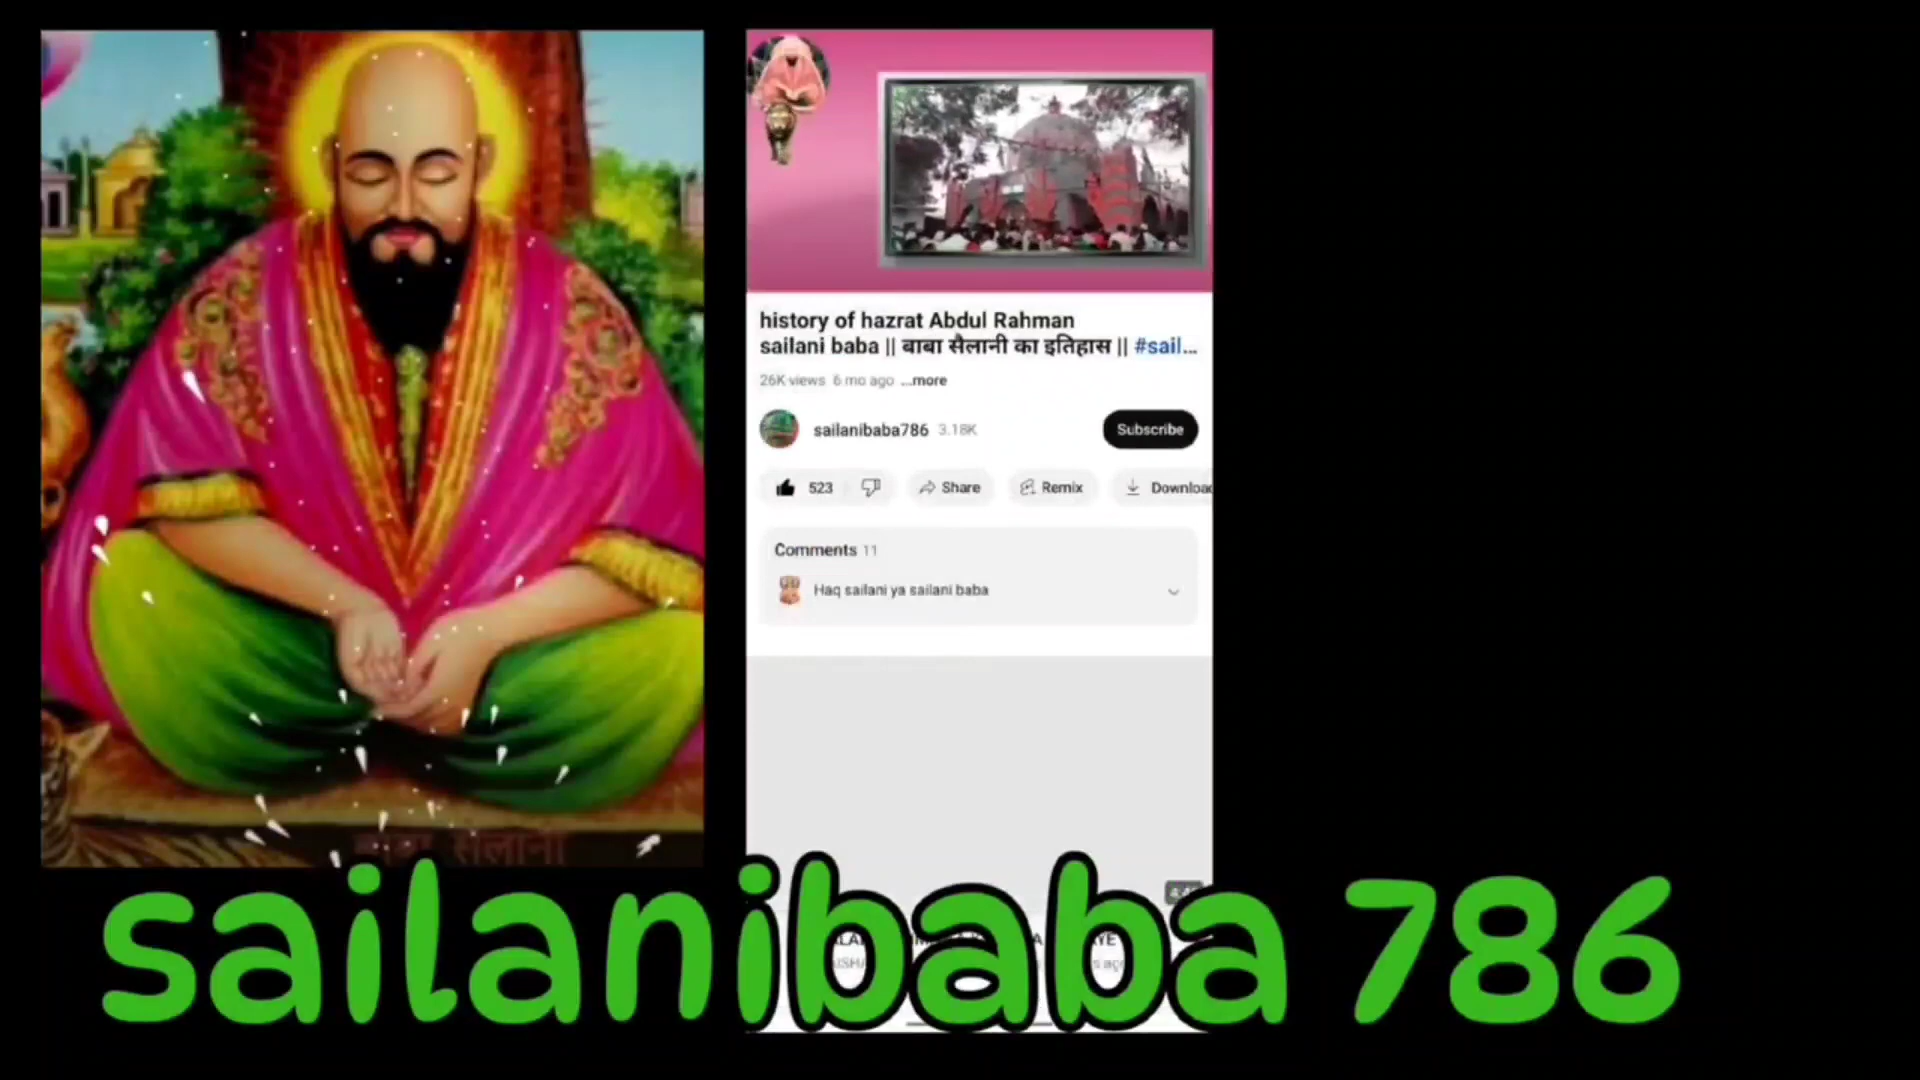 बाबा सैलानी
history of hazrat Abdul Rahman
sailani baba || बाबा सैलानी का इतिहास || #sail...
26K views 6 mo ago ...more
sailanibaba786 3.18K
Subscribe
523
Share
Remix
Download
Comments 11
Haq sailani ya sailani baba
sailanibaba 786